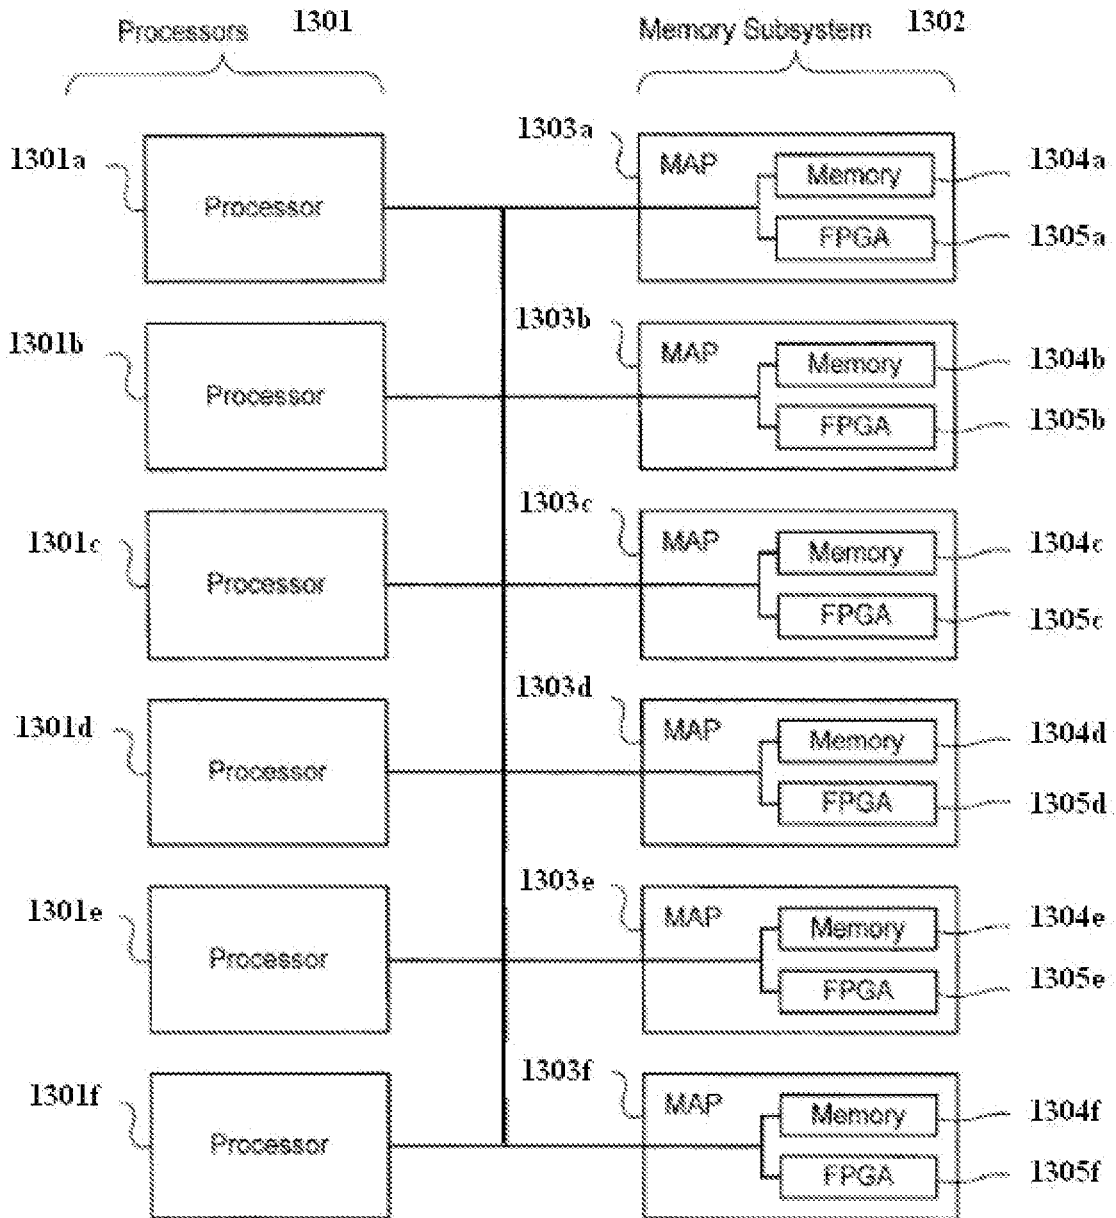 Processors 1301
Memory Subsystem 1302
1301a
Processor
1303a
MAP
Memory
1304a
FPGA
1305a
1301b
Processor
1303b
MAP
Memory
1304b
FPGA
1305b
1301c
Processor
1303c
MAP
Memory
1304c
FPGA
1305c
1301d
Processor
1303d
MAP
Memory
1304d
FPGA
1305d
1301e
Processor
1303e
MAP
Memory
1304e
FPGA
1305e
1301f
Processor
1303f
MAP
Memory
1304f
FPGA
1305f